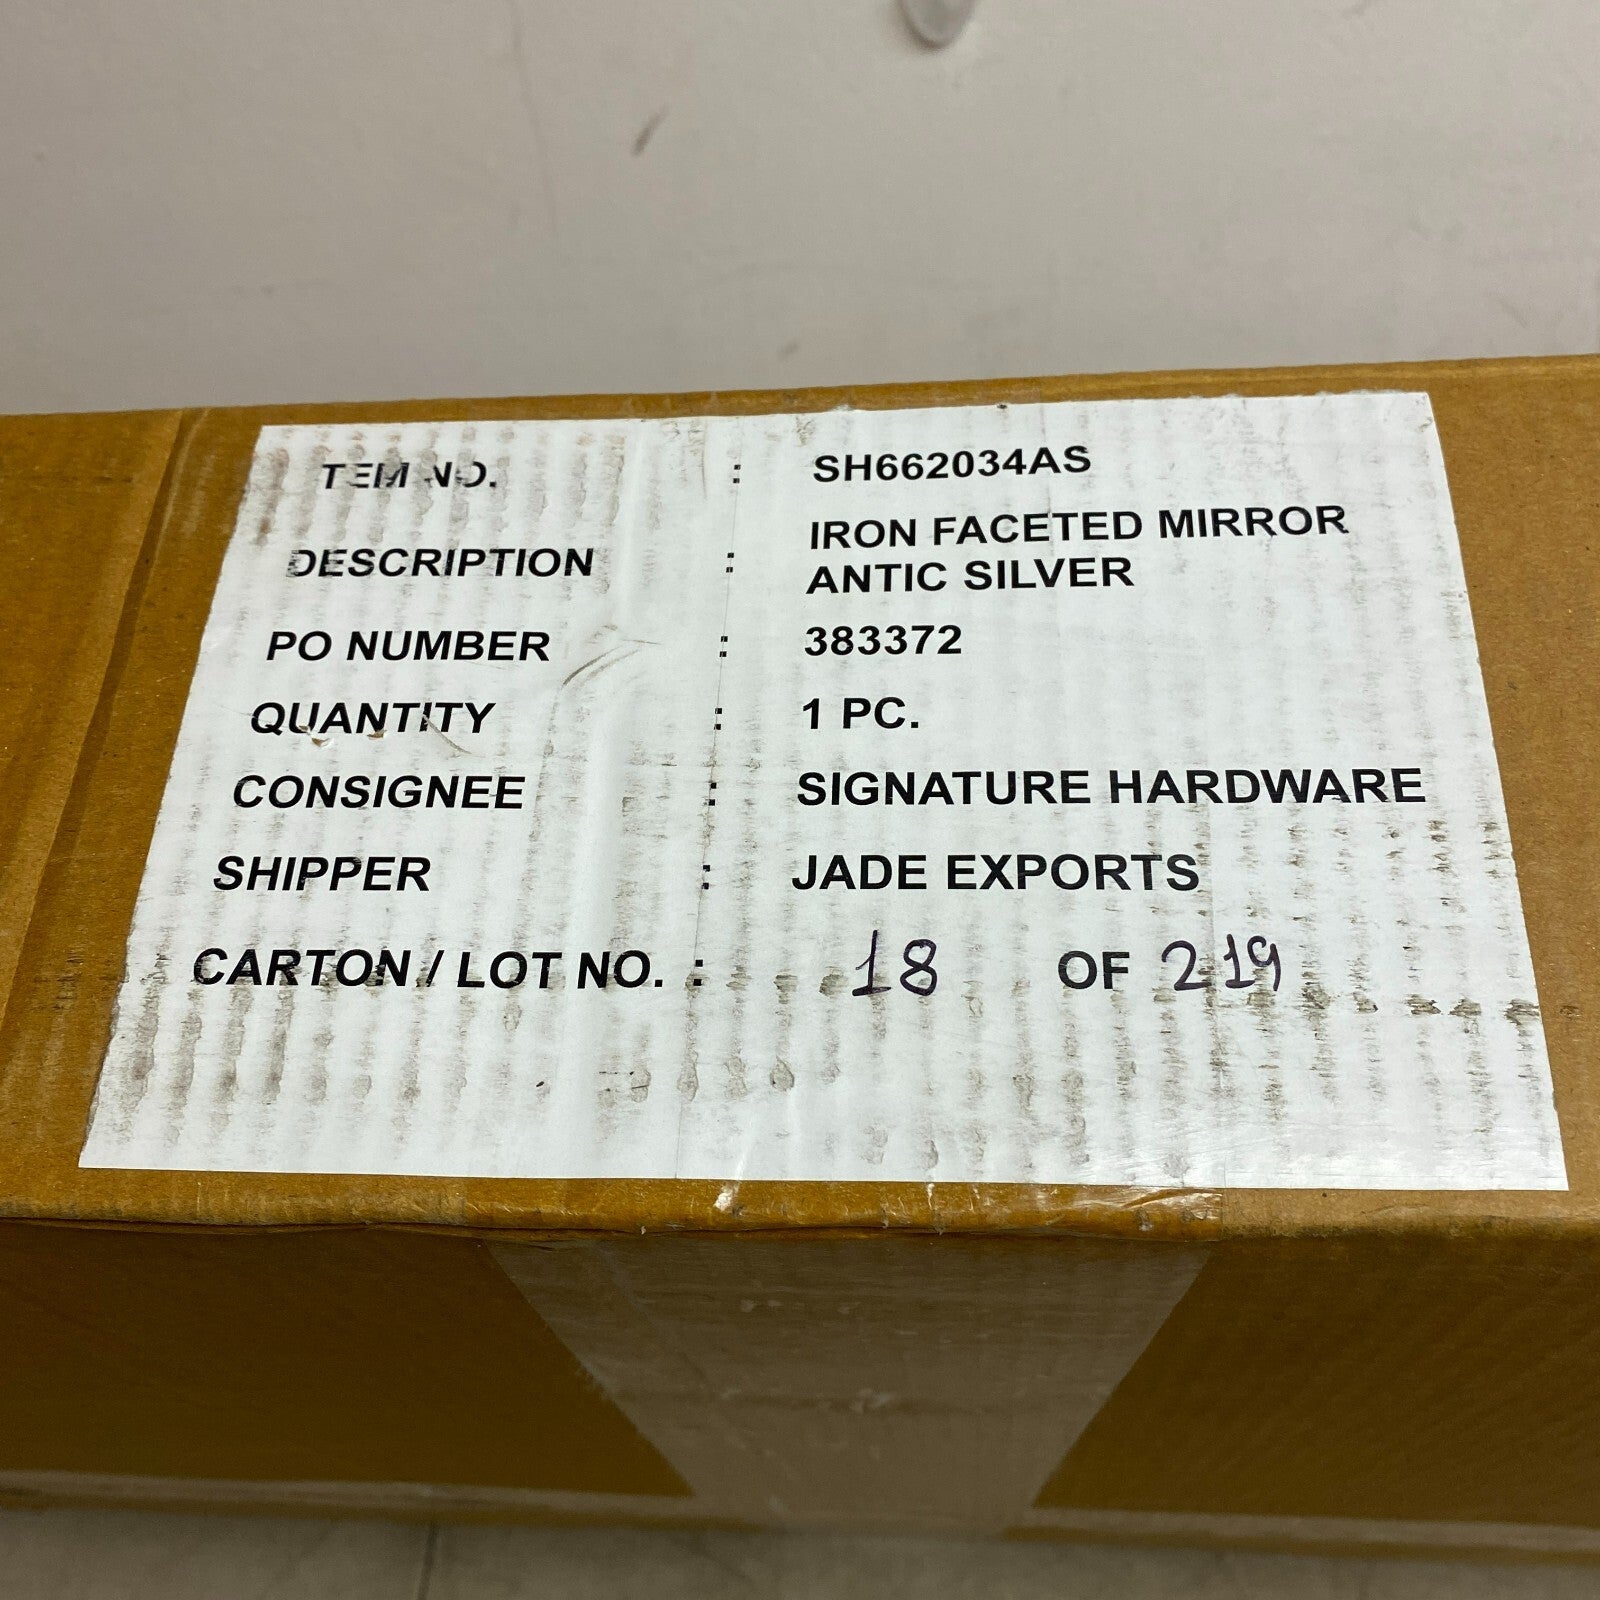 ITEM NO. : SH662034AS
DESCRIPTION : IRON FACETED MIRROR
ANTIC SILVER
PO NUMBER : 383372
QUANTITY : 1 PC.
CONSIGNEE : SIGNATURE HARDWARE
SHIPPER : JADE EXPORTS
CARTON / LOT NO. : 18 OF 219